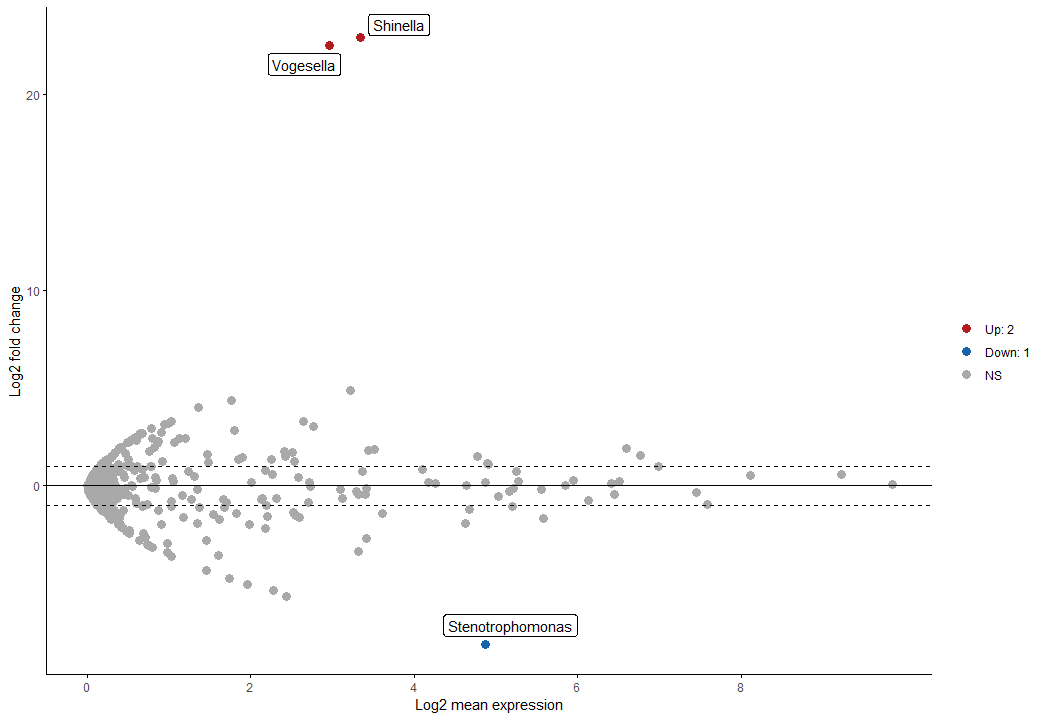 Shinella
Vogesella
20
10
0
Log2 fold change
Up: 2
Down: 1
NS
Stenotrophomonas
0
2
4
6
8
Log2 mean expression